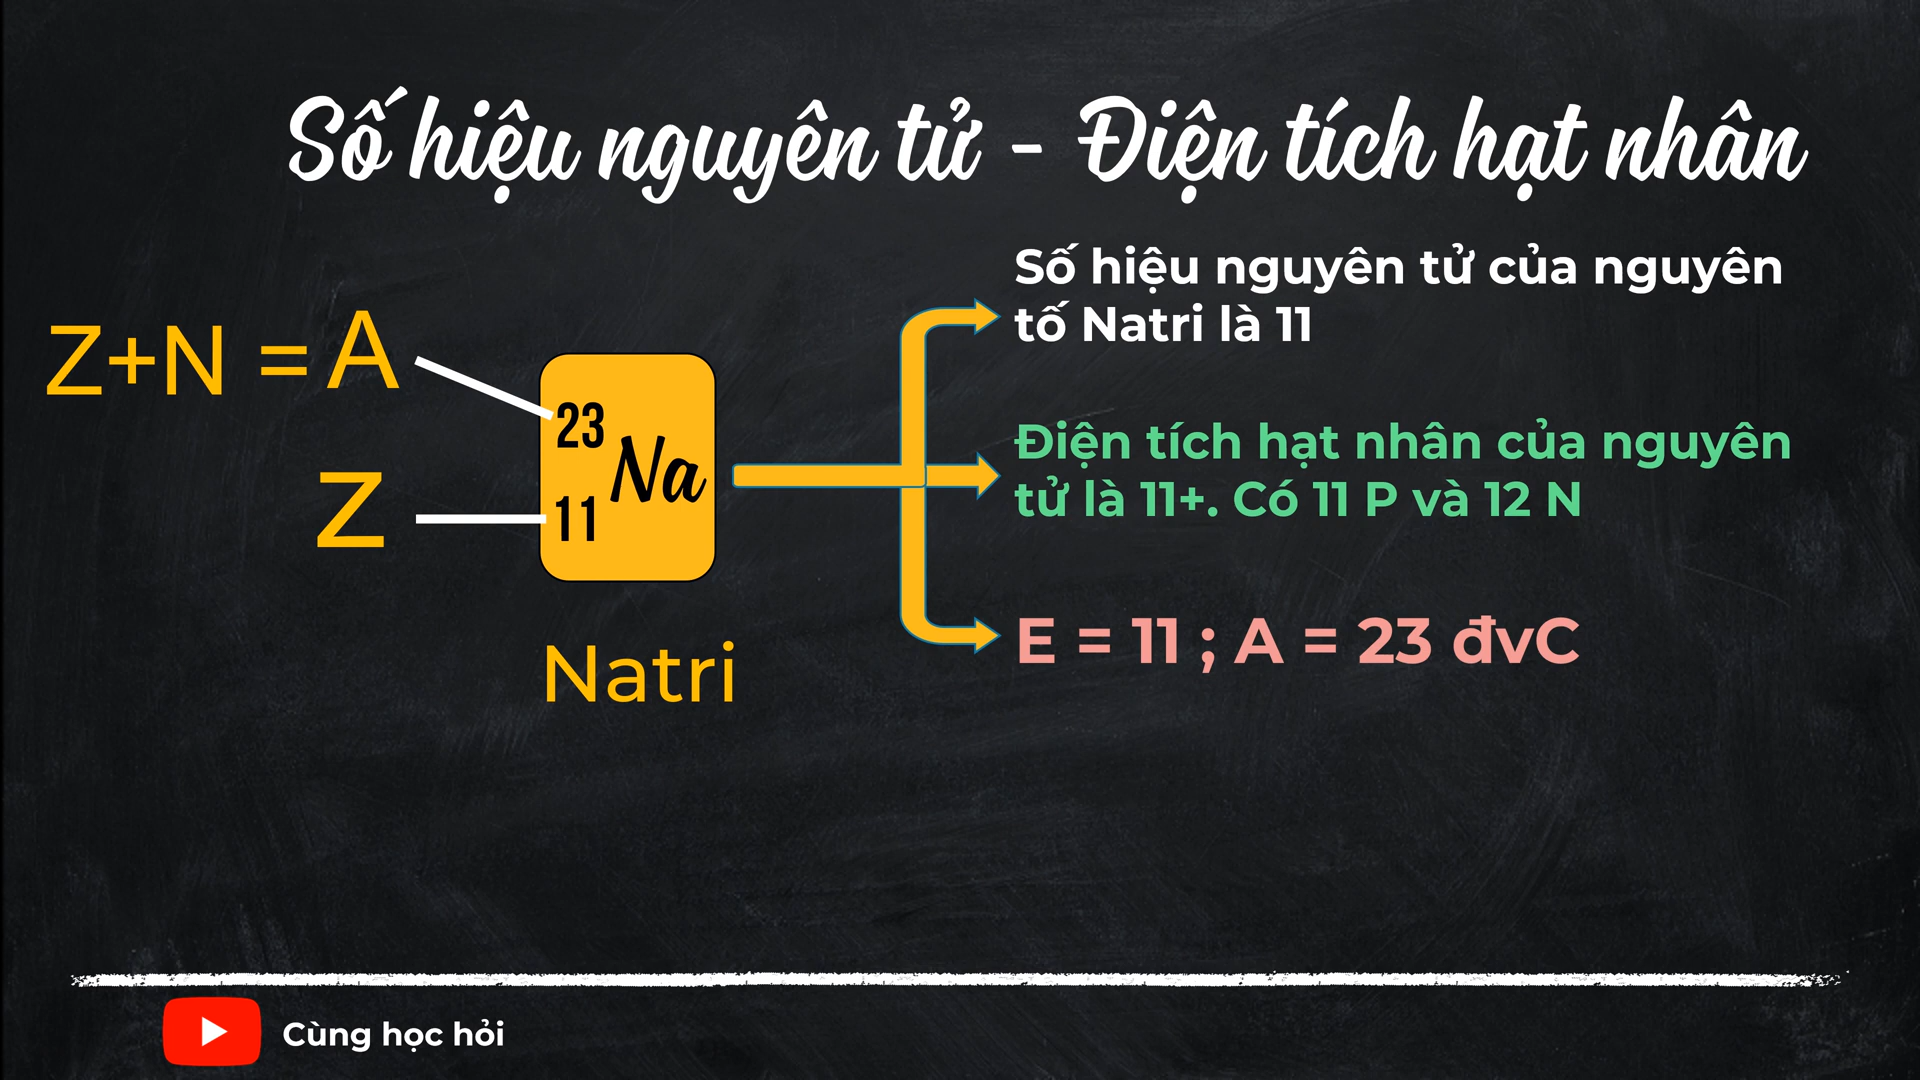 Số hiệu nguyên tử - Điện tích hạt nhân
Số hiệu nguyên tử của nguyên
tố Natri là 11
Z+N = A
23
Na
11
Z
Điện tích hạt nhân của nguyên
tử là 11+. Có 11 P và 12 N
E = 11 ; A = 23 đvC
Natri
Cùng học hỏi